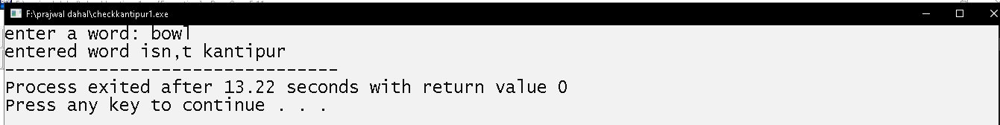 F:\prajwal dahal\checkkantipur1.exe
enter a word: bowl
entered word isn,t kantipur
--------------------------------
Process exited after 13.22 seconds with return value 0
Press any key to continue . . .